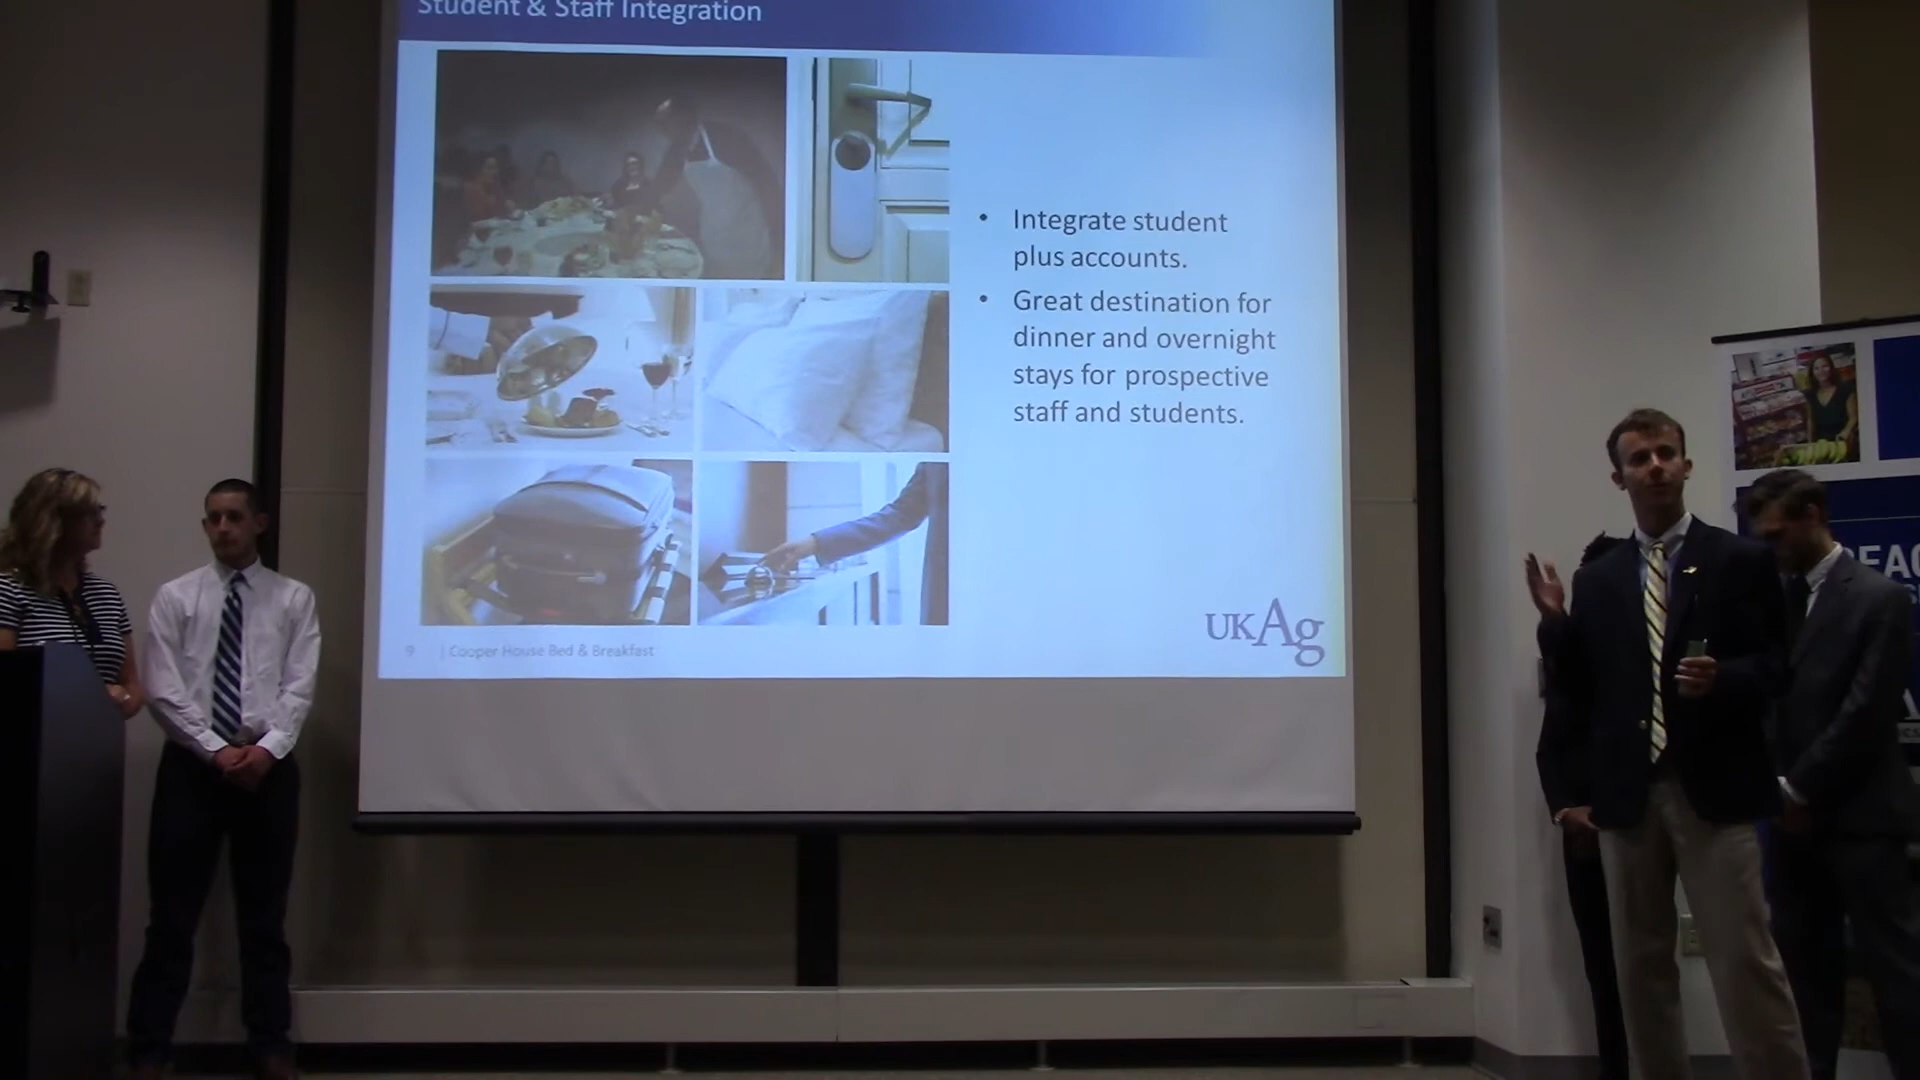 Student & Staff Integration
• Integrate student
plus accounts.
• Great destination for
dinner and overnight
stays for prospective
staff and students.
UKAg
9 | Cooper House Bed & Breakfast